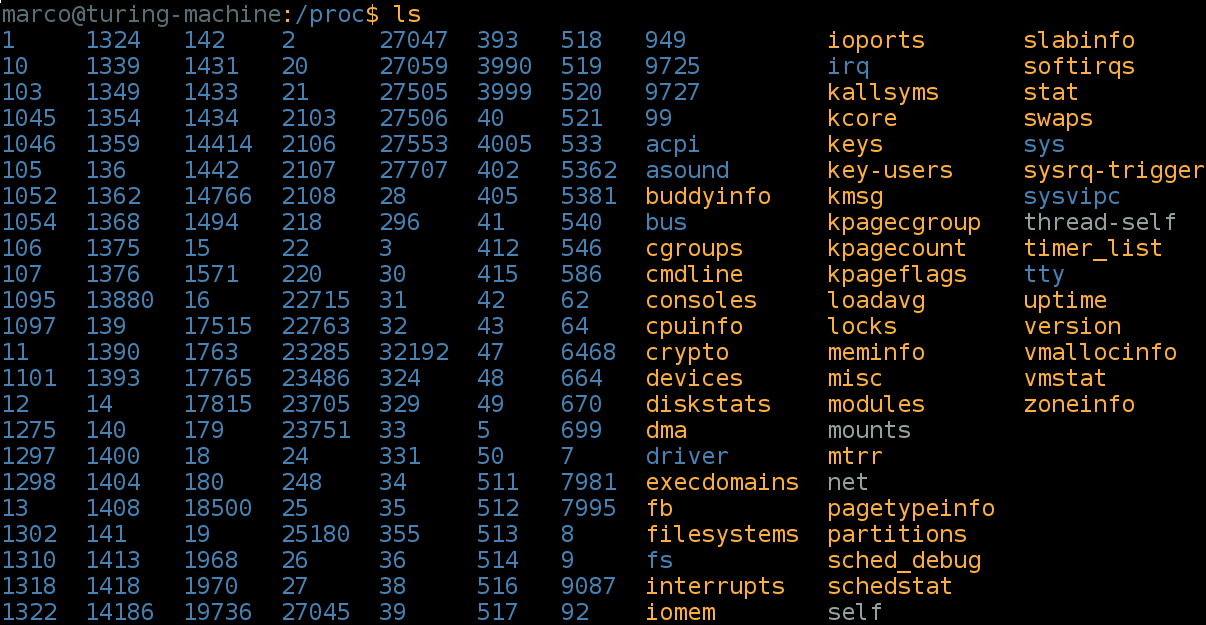 marco@turing-machine:/proc$ ls
1 1324 142 2 27047 393 518 949 ioports slabinfo
10 1339 1431 20 27059 3990 519 9725 irq softirqs
103 1349 1433 21 27505 3999 520 9727 kallsyms stat
1045 1354 1434 2103 27506 40 521 99 kcore swaps
1046 1359 14414 2106 27553 4005 533 acpi keys sys
105 136 1442 2107 27707 402 5362 asound key-users sysrq-trigger
1052 1362 14766 2108 28 405 5381 buddyinfo kmsg sysvipc
1054 1368 1494 218 296 41 540 bus kpagecgroup thread-self
106 1375 15 22 3 412 546 cgroups kpagecount timer_list
107 1376 1571 220 30 415 586 cmdline kpageflags tty
1095 13880 16 22715 31 42 62 consoles loadavg uptime
1097 139 17515 22763 32 43 64 cpuinfo locks version
11 1390 1763 23285 32192 47 6468 crypto meminfo vmallocinfo
1101 1393 17765 23486 324 48 664 devices misc vmstat
12 14 17815 23705 329 49 670 diskstats modules zoneinfo
1275 140 179 23751 33 5 699 dma mounts
1297 1400 18 24 331 50 7 driver mtrr
1298 1404 180 248 34 511 7981 execdomains net
13 1408 18500 25 35 512 7995 fb pagetypeinfo
1302 141 19 25180 355 513 8 filesystems partitions
1310 1413 1968 26 36 514 9 fs sched_debug
1318 1418 1970 27 38 516 9087 interrupts schedstat
1322 14186 19736 27045 39 517 92 iomem self